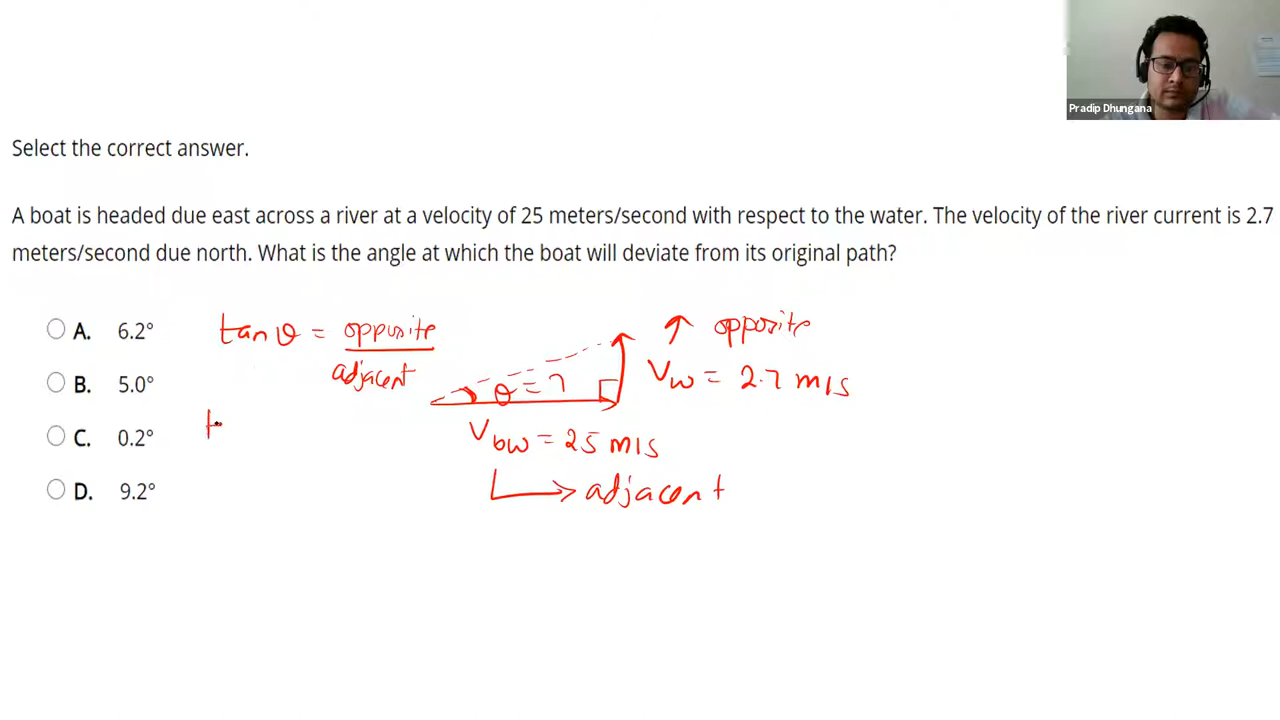 Pradip Dhungana
Select the correct answer.
A boat is headed due east across a river at a velocity of 25 meters/second with respect to the water. The velocity of the river current is 2.7
meters/second due north. What is the angle at which the boat will deviate from its original path?
A. 6.2°
B. 5.0°
C. 0.2°
D. 9.2°
tan θ = opposite
adjacent
θ = ?
↑ opposite
Vw = 2.7 m/s
Vbw = 25 m/s
→ adjacent
t